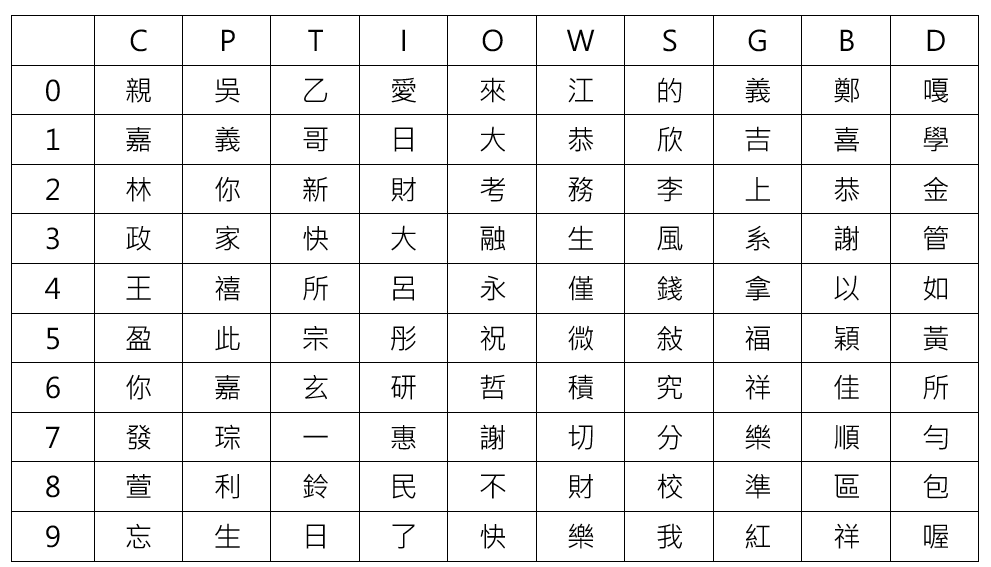 C P T I O W S G B D
0 親 吳 乙 愛 來 江 的 義 鄭 嘎
1 嘉 義 哥 日 大 恭 欣 吉 喜 學
2 林 你 新 財 考 務 李 上 恭 金
3 政 家 快 大 融 生 風 系 謝 管
4 王 禧 所 呂 永 僅 錢 拿 以 如
5 盈 此 宗 彤 祝 微 敍 福 穎 黃
6 你 嘉 玄 研 哲 積 究 祥 佳 所
7 發 琮 一 惠 謝 切 分 樂 順 勻
8 萱 利 鈴 民 不 財 校 準 區 包
9 忘 生 日 了 快 樂 我 紅 祥 喔